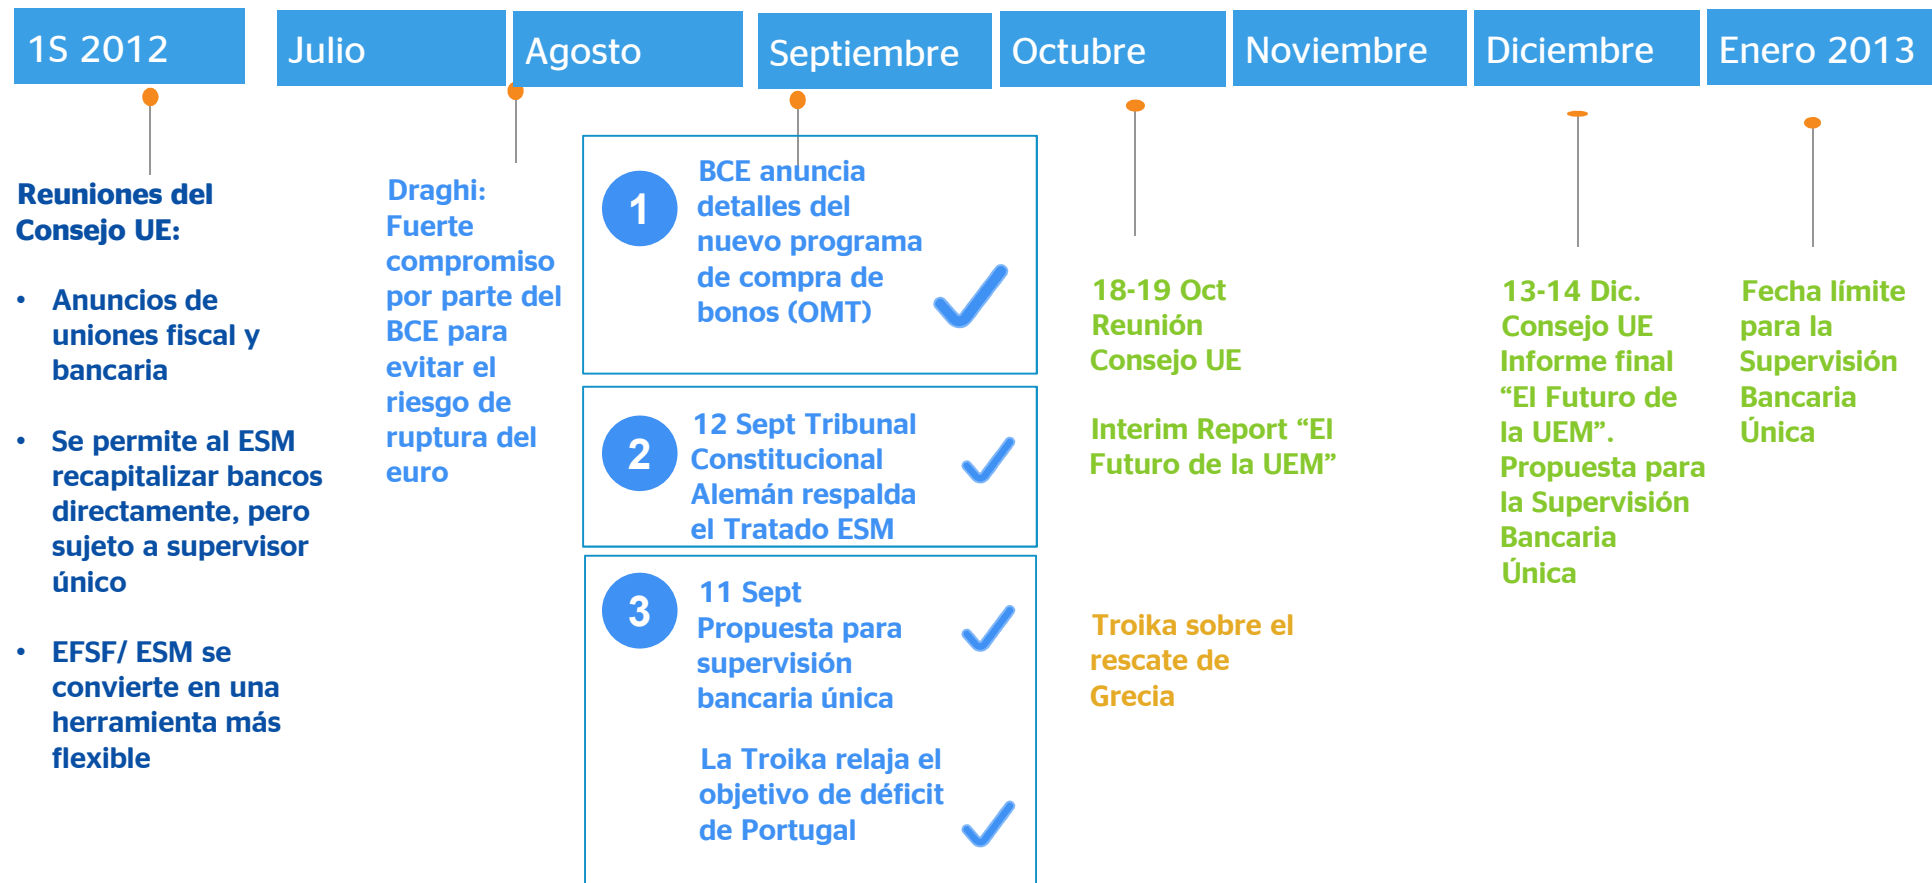 1S 2012
Julio
Agosto
Septiembre
Octubre
Noviembre
Diciembre
Enero 2013
Reuniones del
Consejo UE:
• Anuncios de
uniones fiscal y
bancaria
• Se permite al ESM
recapitalizar bancos
directamente, pero
sujeto a supervisor
único
• EFSF/ ESM se
convierte en una
herramienta más
flexible
Draghi:
Fuerte
compromiso
por parte del
BCE para
evitar el
riesgo de
ruptura del
euro
1
BCE anuncia
detalles del
nuevo programa
de compra de
bonos (OMT)
2
12 Sept Tribunal
Constitucional
Alemán respalda
el Tratado ESM
3
11 Sept
Propuesta para
supervisión
bancaria única
La Troika relaja el
objetivo de déficit
de Portugal
18-19 Oct
Reunión
Consejo UE
Interim Report “El
Futuro de la UEM”
Troika sobre el
rescate de
Grecia
13-14 Dic.
Consejo UE
Informe final
“El Futuro de
la UEM”.
Propuesta para
la Supervisión
Bancaria
Única
Fecha límite
para la
Supervisión
Bancaria
Única